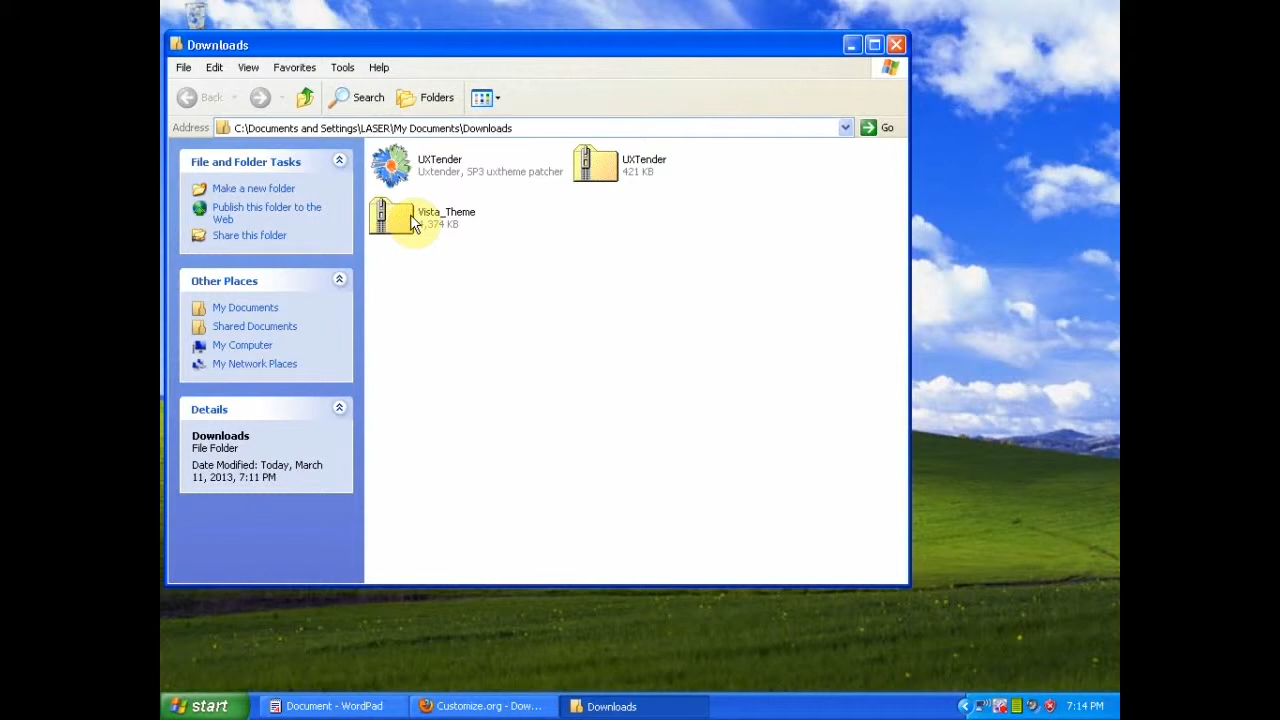 Downloads
File Edit View Favorites Tools Help
Back Search Folders
Address C:\Documents and Settings\LASER\My Documents\Downloads Go
File and Folder Tasks
Make a new folder
Publish this folder to the
Web
Share this folder
Other Places
My Documents
Shared Documents
My Computer
My Network Places
Details
Downloads
File Folder
Date Modified: Today, March
11, 2013, 7:11 PM
UXTender
Uxtender, SP3 uxtheme patcher
UXTender
421 KB
Vista_Theme
,374 KB
start Document - WordPad Customize.org - Dow... Downloads 7:14 PM